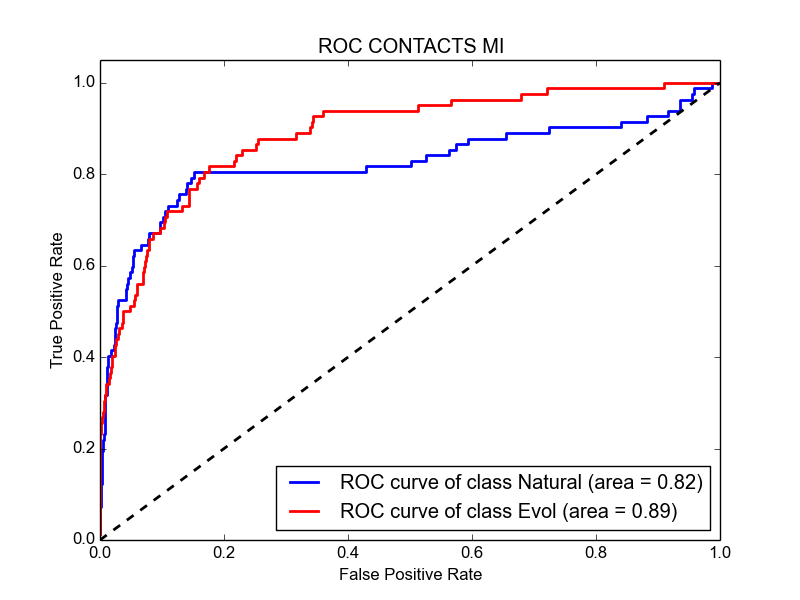 ROC CONTACTS MI
1.0
0.8
0.6
0.4
0.2
0.0
True Positive Rate
ROC curve of class Natural (area = 0.82)
ROC curve of class Evol (area = 0.89)
0.0 0.2 0.4 0.6 0.8 1.0
False Positive Rate